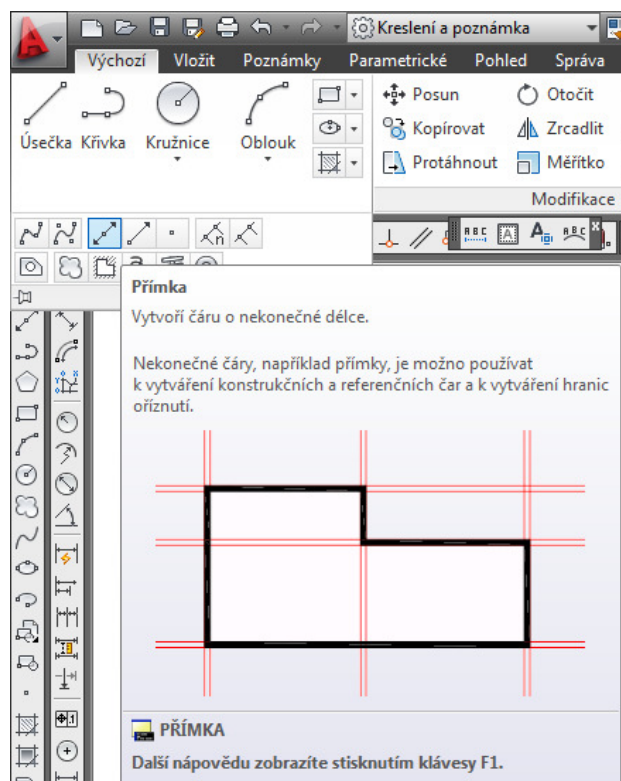 Kreslení a poznámka
Výchozí Vložit Poznámky Parametrické Pohled Správa
Úsečka Křivka Kružnice Oblouk
Posun Otočit
Kopírovat Zrcadlit
Protáhnout Měřítko
Modifikace
Přímka
Vytvoří čáru o nekonečné délce.
Nekonečné čáry, například přímky, je možno používat
k vytváření konstrukčních a referenčních čar a k vytváření hranic
oříznutí.
PŘÍMKA
Další nápovědu zobrazíte stisknutím klávesy F1.